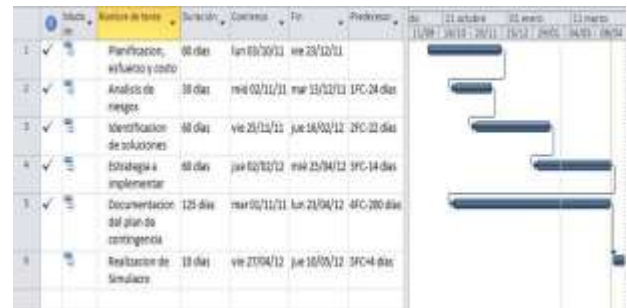 Nombre de tarea Duración Comienzo Fin Predecesor
21 octubre 01 enero 11 marzo
1 Planificacion, 60 días lun 03/10/11 vie 23/12/11
esfuerzo y costo
Analisis de 30 días mié 02/11/11 mar 13/12/11 1FC-24 días
riesgos
3 Identificacion 60 días vie 25/11/11 jue 16/02/12 2FC-22 días
de soluciones
4 Estrategia a 60 días jue 02/02/12 mié 25/04/12 3FC-14 días
implementar
5 Documentacion 125 días mar 01/11/11 lun 23/04/12 4FC-200 días
del plan de
contingencia
6 Realizacion de 10 días vie 27/04/12 jue 10/05/12 5FC+4 días
Simulacro